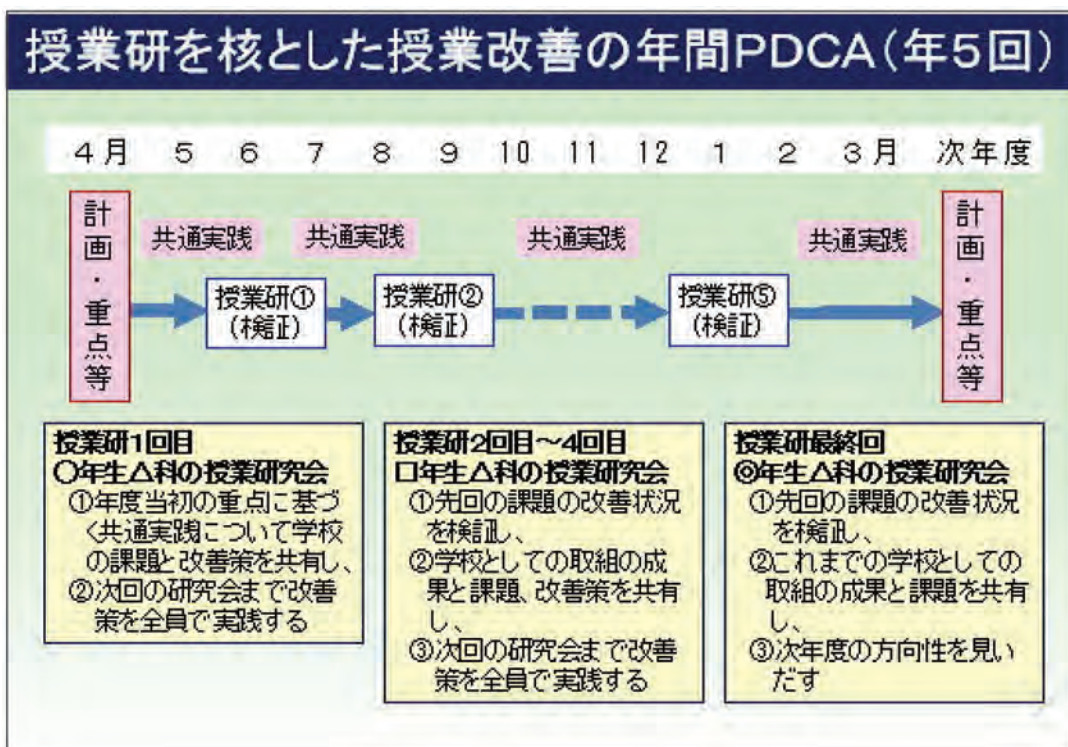 授業研を核とした授業改善の年間PDCA(年5回)
4月 5 6 7 8 9 10 11 12 1 2 3月 次年度
計画・重点等
共通実践
共通実践
共通実践
共通実践
授業研①
(検証)
授業研②
(検証)
授業研⑤
(検証)
計画・重点等
授業研1回目
〇年生△科の授業研究会
①年度当初の重点に基づ
く共通実践について学校
の課題と改善策を共有し、
②次回の研究会まで改善
策を全員で実践する
授業研2回目~4回目
□年生△科の授業研究会
①先回の課題の改善状況
を検証し、
②学校としての取組の成
果と課題、改善策を共有
し、
③次回の研究会まで改善
策を全員で実践する
授業研最終回
◎年生△科の授業研究会
①先回の課題の改善状況
を検証し、
②これまでの学校としての
取組の成果と課題を共有
し、
③次年度の方向性を見い
だす